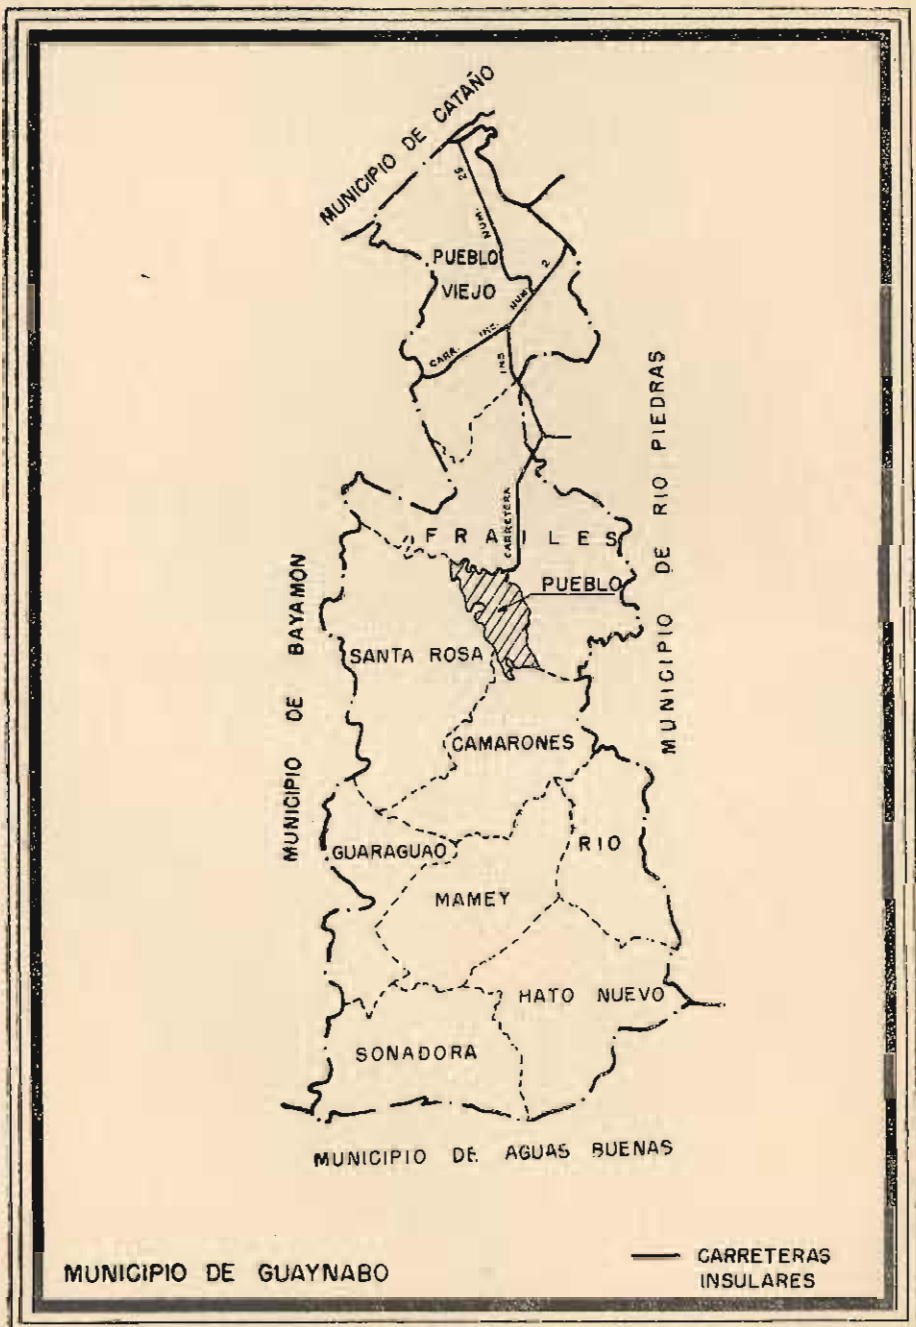 MUNICIPIO DE CATAÑO
NUM. 26
PUEBLO
VIEJO
CARR. INS. NUM. 2
INS
CARRETERA
MUNICIPIO DE RIO PIEDRAS
FRAILES
PUEBLO
MUNICIPIO DE BAYAMÓN
SANTA ROSA
CAMARONES
GUARAGUAO
RIO
MAMEY
HATO NUEVO
SONADORA
MUNICIPIO DE AGUAS BUENAS
MUNICIPIO DE GUAYNABO
CARRETERAS
INSULARES